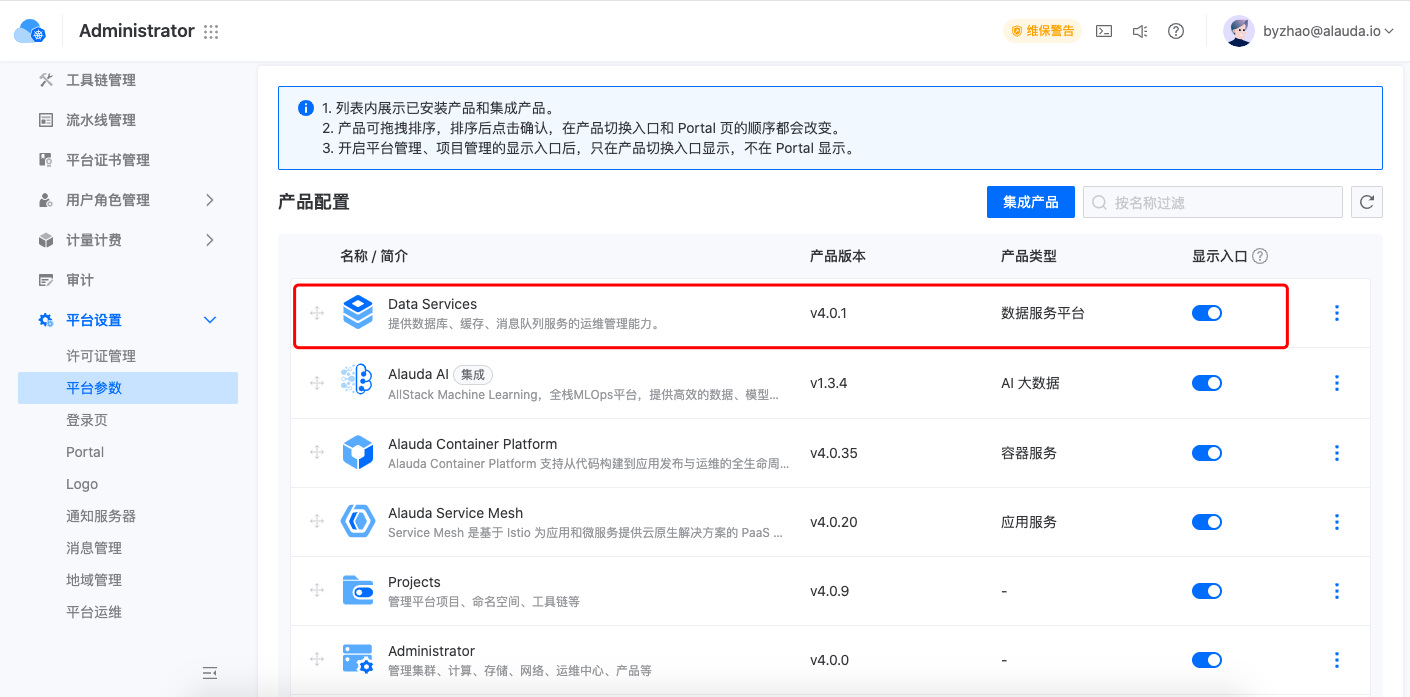 Administrator
维保警告
byzhao@alauda.io
工具链管理
流水线管理
平台证书管理
用户角色管理
计量计费
审计
平台设置
许可证管理
平台参数
登录页
Portal
Logo
通知服务器
消息管理
地域管理
平台运维
1. 列表内展示已安装产品和集成产品。
2. 产品可拖拽排序，排序后点击确认，在产品切换入口和 Portal 页的顺序都会改变。
3. 开启平台管理、项目管理的显示入口后，只在产品切换入口显示，不在 Portal 显示。
产品配置
集成产品
按名称过滤
名称 / 简介 产品版本 产品类型 显示入口
Data Services
提供数据库、缓存、消息队列服务的运维管理能力。
v4.0.1
数据服务平台
Alauda AI 集成
AllStack Machine Learning，全栈MLOps平台，提供高效的数据、模型...
v1.3.4
AI 大数据
Alauda Container Platform
Alauda Container Platform 支持从代码构建到应用发布与运维的全生命周...
v4.0.35
容器服务
Alauda Service Mesh
Service Mesh 是基于 Istio 为应用和微服务提供云原生解决方案的 PaaS ...
v4.0.20
应用服务
Projects
管理平台项目、命名空间、工具链等
v4.0.9
-
Administrator
管理集群、计算、存储、网络、运维中心、产品等
v4.0.0
-